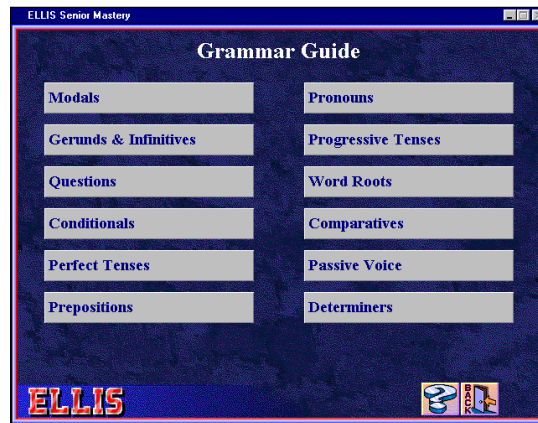 ELLIS Senior Mastery
Grammar Guide
Modals
Pronouns
Gerunds & Infinitives
Progressive Tenses
Questions
Word Roots
Conditionals
Comparatives
Perfect Tenses
Passive Voice
Prepositions
Determiners
ELLIS
BACK